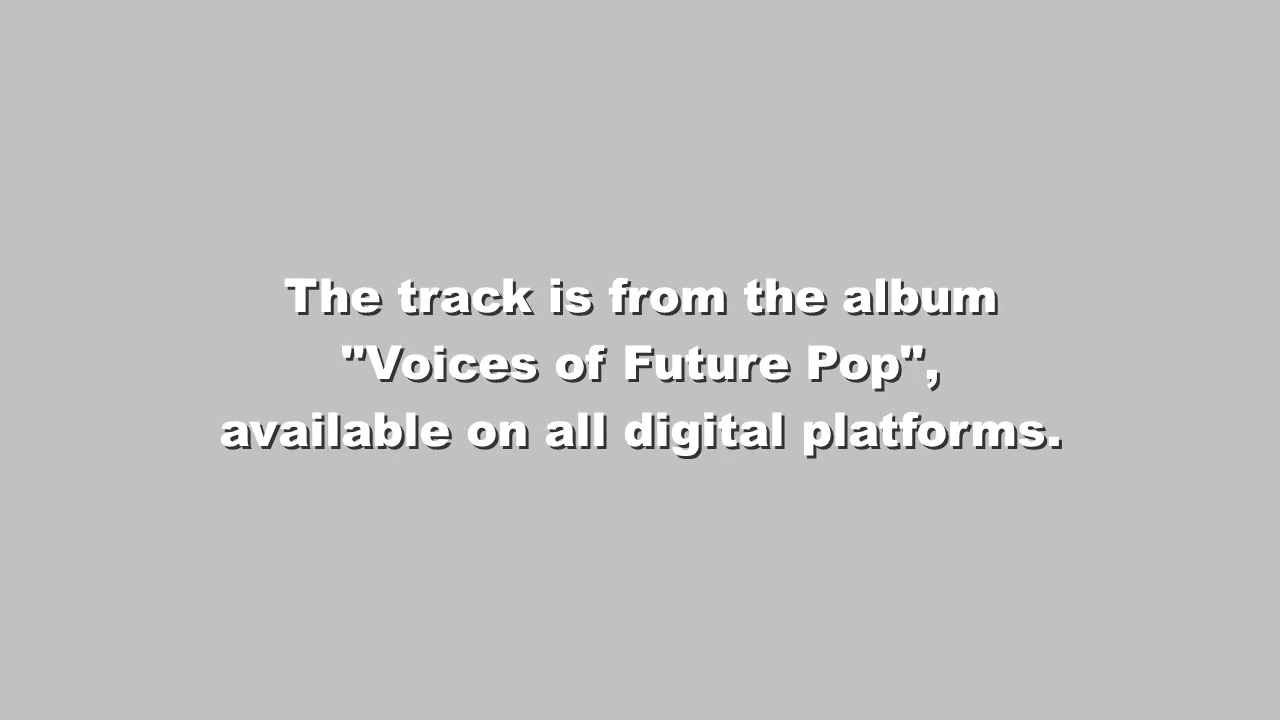 The track is from the album
"Voices of Future Pop",
available on all digital platforms.